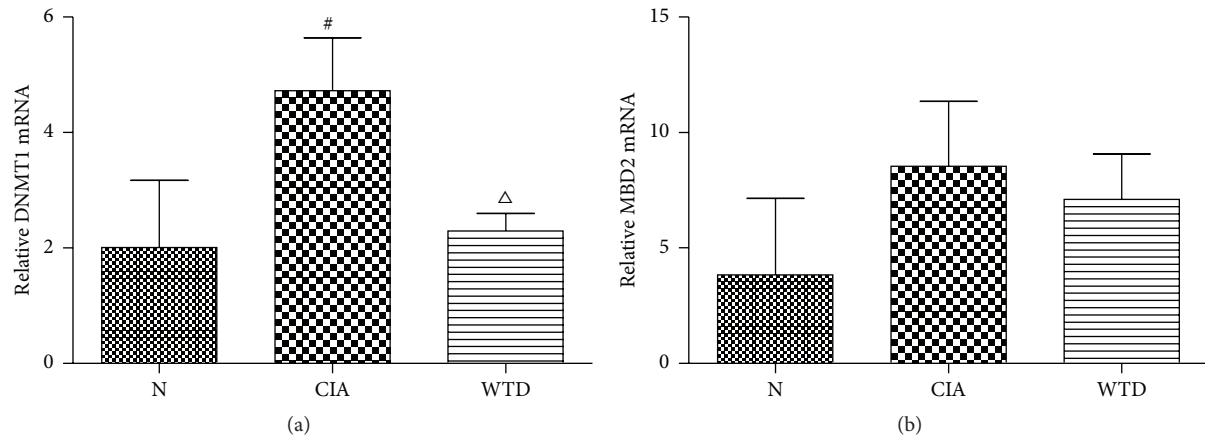 Relative DNMT1 mRNA
6
4
2
0
#
△
N
CIA
WTD
(a)
Relative MBD2 mRNA
15
10
5
0
N
CIA
WTD
(b)